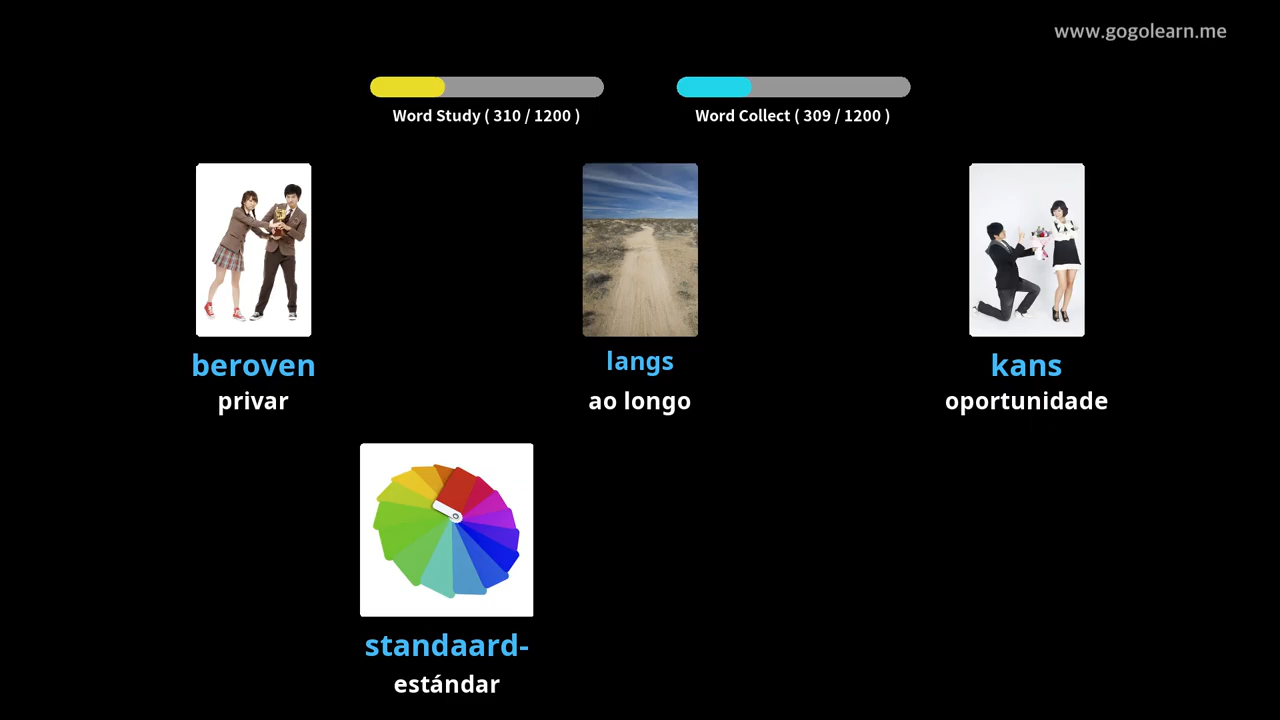 www.gogolearn.me
Word Study ( 310 / 1200 )
Word Collect ( 309 / 1200 )
beroven
privar
langs
ao longo
kans
oportunidade
standaard-
estándar